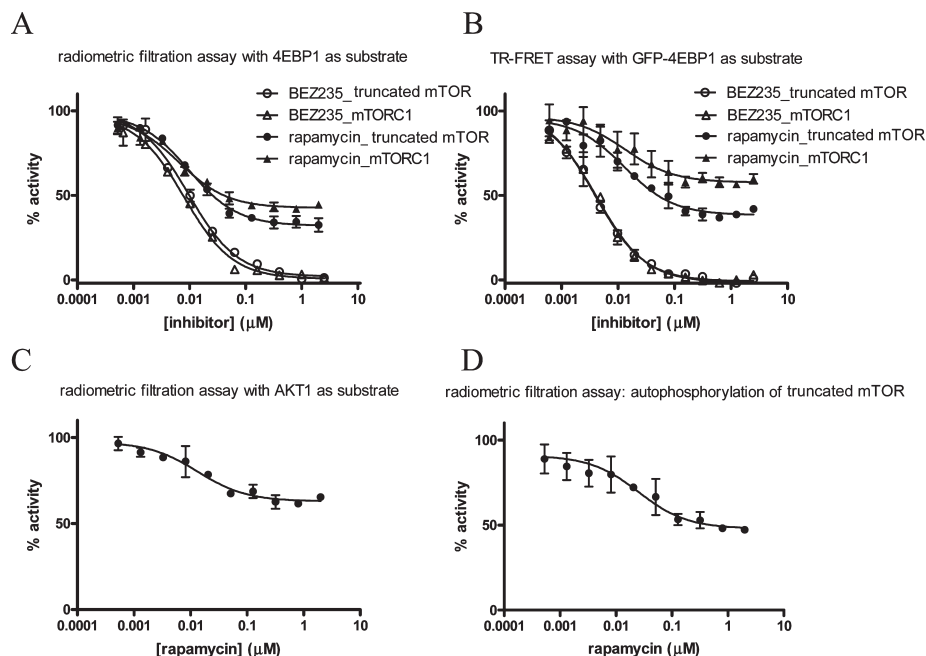 A
radiometric filtration assay with 4EBP1 as substrate
BEZ235_truncated mTOR
BEZ235_mTORC1
rapamycin_truncated mTOR
rapamycin_mTORC1
% activity
100
50
0
0.0001
0.001
0.01
0.1
1
10
[inhibitor] (μM)
B
TR-FRET assay with GFP-4EBP1 as substrate
BEZ235_truncated mTOR
BEZ235_mTORC1
rapamycin_truncated mTOR
rapamycin_mTORC1
% activity
100
50
0
0.0001
0.001
0.01
0.1
1
10
[inhibitor] (μM)
C
radiometric filtration assay with AKT1 as substrate
% activity
100
50
0
0.0001
0.001
0.01
0.1
1
10
[rapamycin] (μM)
D
radiometric filtration assay: autophosphorylation of truncated mTOR
% activity
100
50
0
0.0001
0.001
0.01
0.1
1
10
rapamycin (μM)